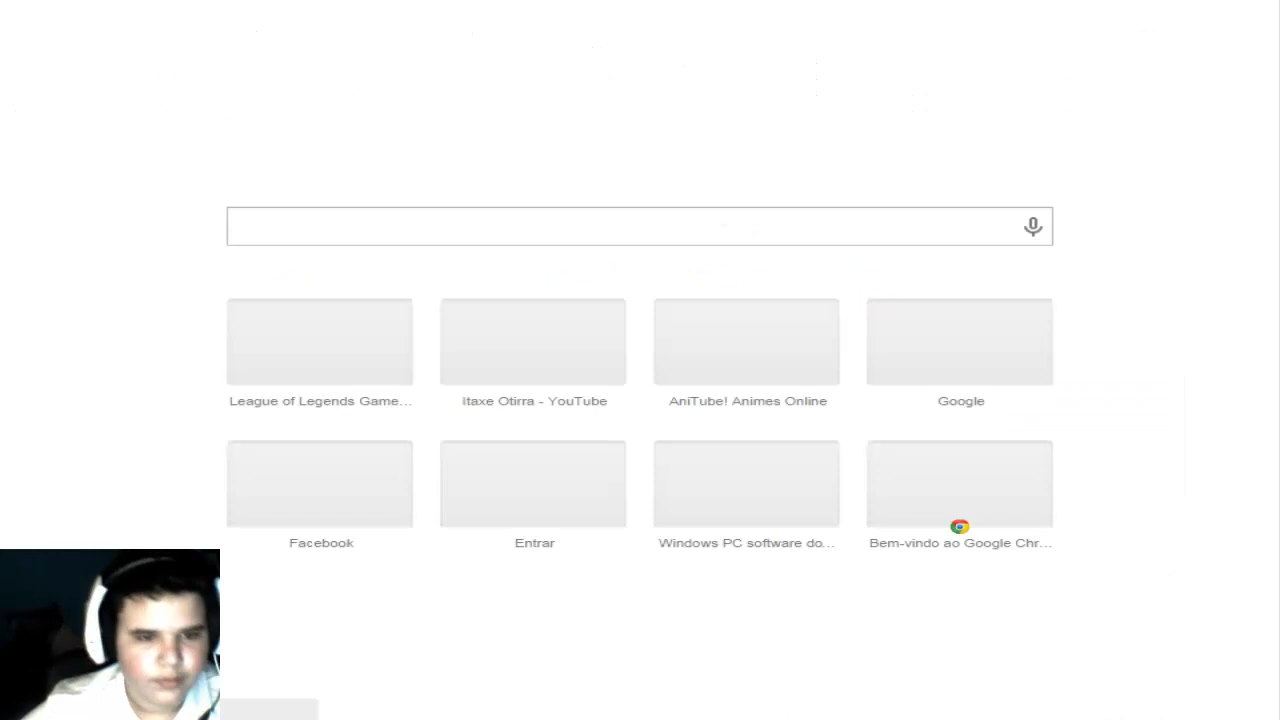 League of Legends Game...
Itaxe Otirra - YouTube
AniTube! Animes Online
Google
Facebook
Entrar
Windows PC software do...
Bem-vindo ao Google Chr...